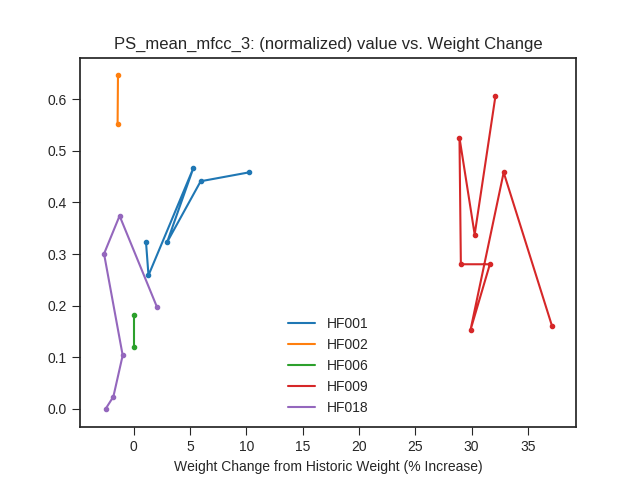 PS_mean_mfcc_3: (normalized) value vs. Weight Change
0.6
0.5
0.4
0.3
0.2
0.1
0.0
HF001
HF002
HF006
HF009
HF018
0 5 10 15 20 25 30 35
Weight Change from Historic Weight (% Increase)